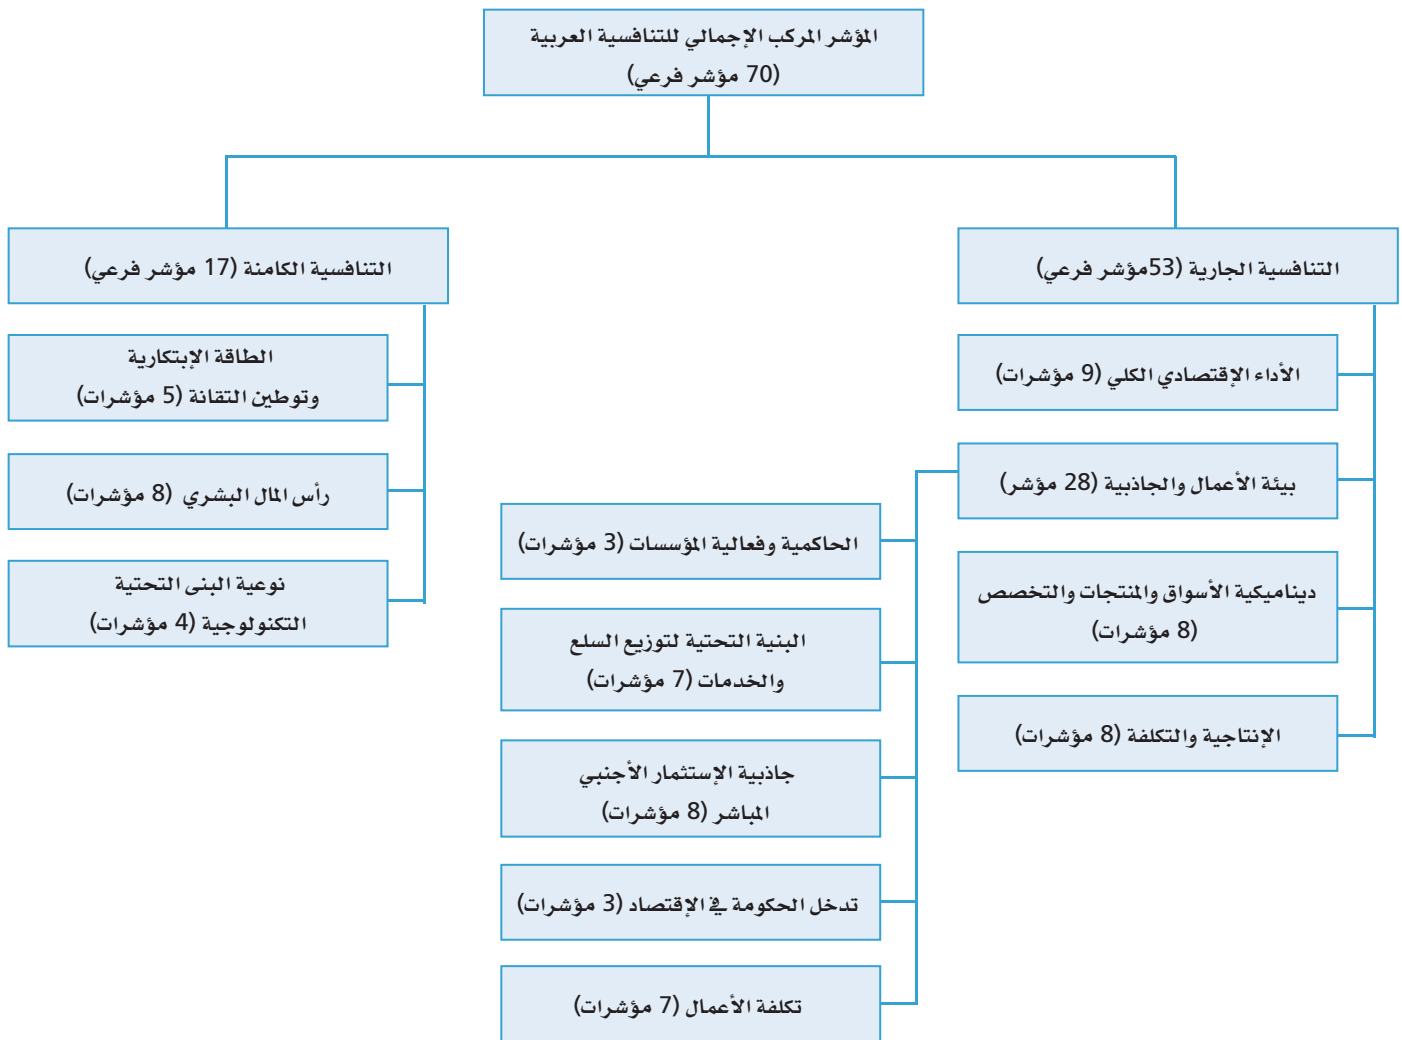 المؤشر المركب الإجمالي للتنافسية العربية
(70 مؤشر فرعي)
التنافسية الجارية (53مؤشر فرعي)
الأداء الإقتصادي الكلي (9 مؤشرات)
بيئة الأعمال والجاذبية (28 مؤشر)
ديناميكية الأسواق والمنتجات والتخصص
(8 مؤشرات)
الإنتاجية والتكلفة (8 مؤشرات)
الحاكمية وفعالية المؤسسات (3 مؤشرات)
البنية التحتية لتوزيع السلع
والخدمات (7 مؤشرات)
جاذبية الإستثمار الأجنبي
المباشر (8 مؤشرات)
تدخل الحكومة في الإقتصاد (3 مؤشرات)
تكلفة الأعمال (7 مؤشرات)
التنافسية الكامنة (17 مؤشر فرعي)
الطاقة الإبتكارية
وتوطين التقانة (5 مؤشرات)
رأس المال البشري (8 مؤشرات)
نوعية البنى التحتية
التكنولوجية (4 مؤشرات)